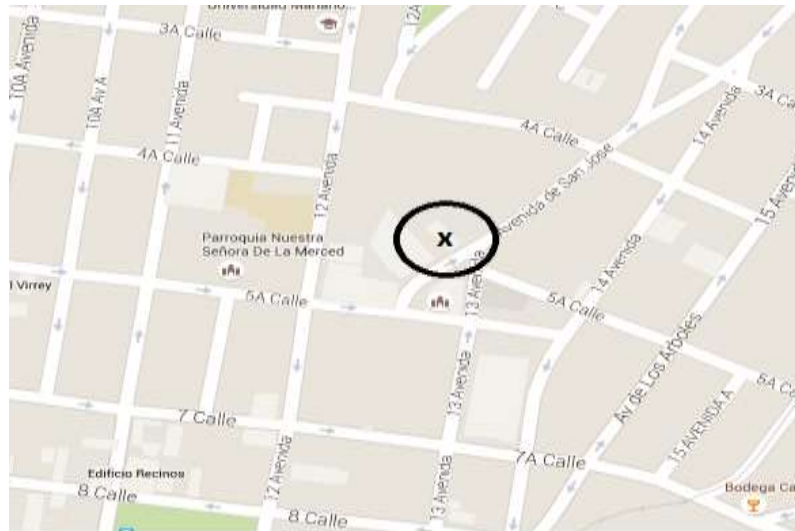 Universidad Mariano...
3A Calle
12A
10A Avenida
10A Av A
11 Avenida
12 Avenida
4A Calle
4A Calle
14 Avenida
3A Ca
Avenida de San Jose
15 Avenida
Parroquia Nuestra
Señora De La Merced
X
14 Avenida
13 Avenida
l Virrey
5A Calle
5A Calle
Av de Los Arboles
13 Avenida
5A Ca
15 AVENIDA A
7 Calle
7A Calle
Edificio Recinos
12 Avenida
8 Calle
8 Calle
Bodega Ca